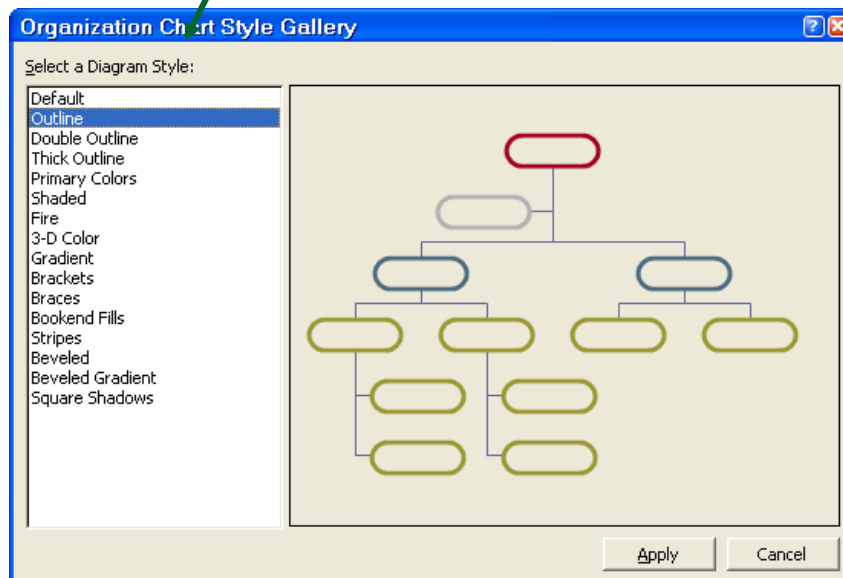 Organization Chart Style Gallery
Select a Diagram Style:
Default
Outline
Double Outline
Thick Outline
Primary Colors
Shaded
Fire
3-D Color
Gradient
Brackets
Braces
Bookend Fills
Stripes
Beveled
Beveled Gradient
Square Shadows
Apply Cancel